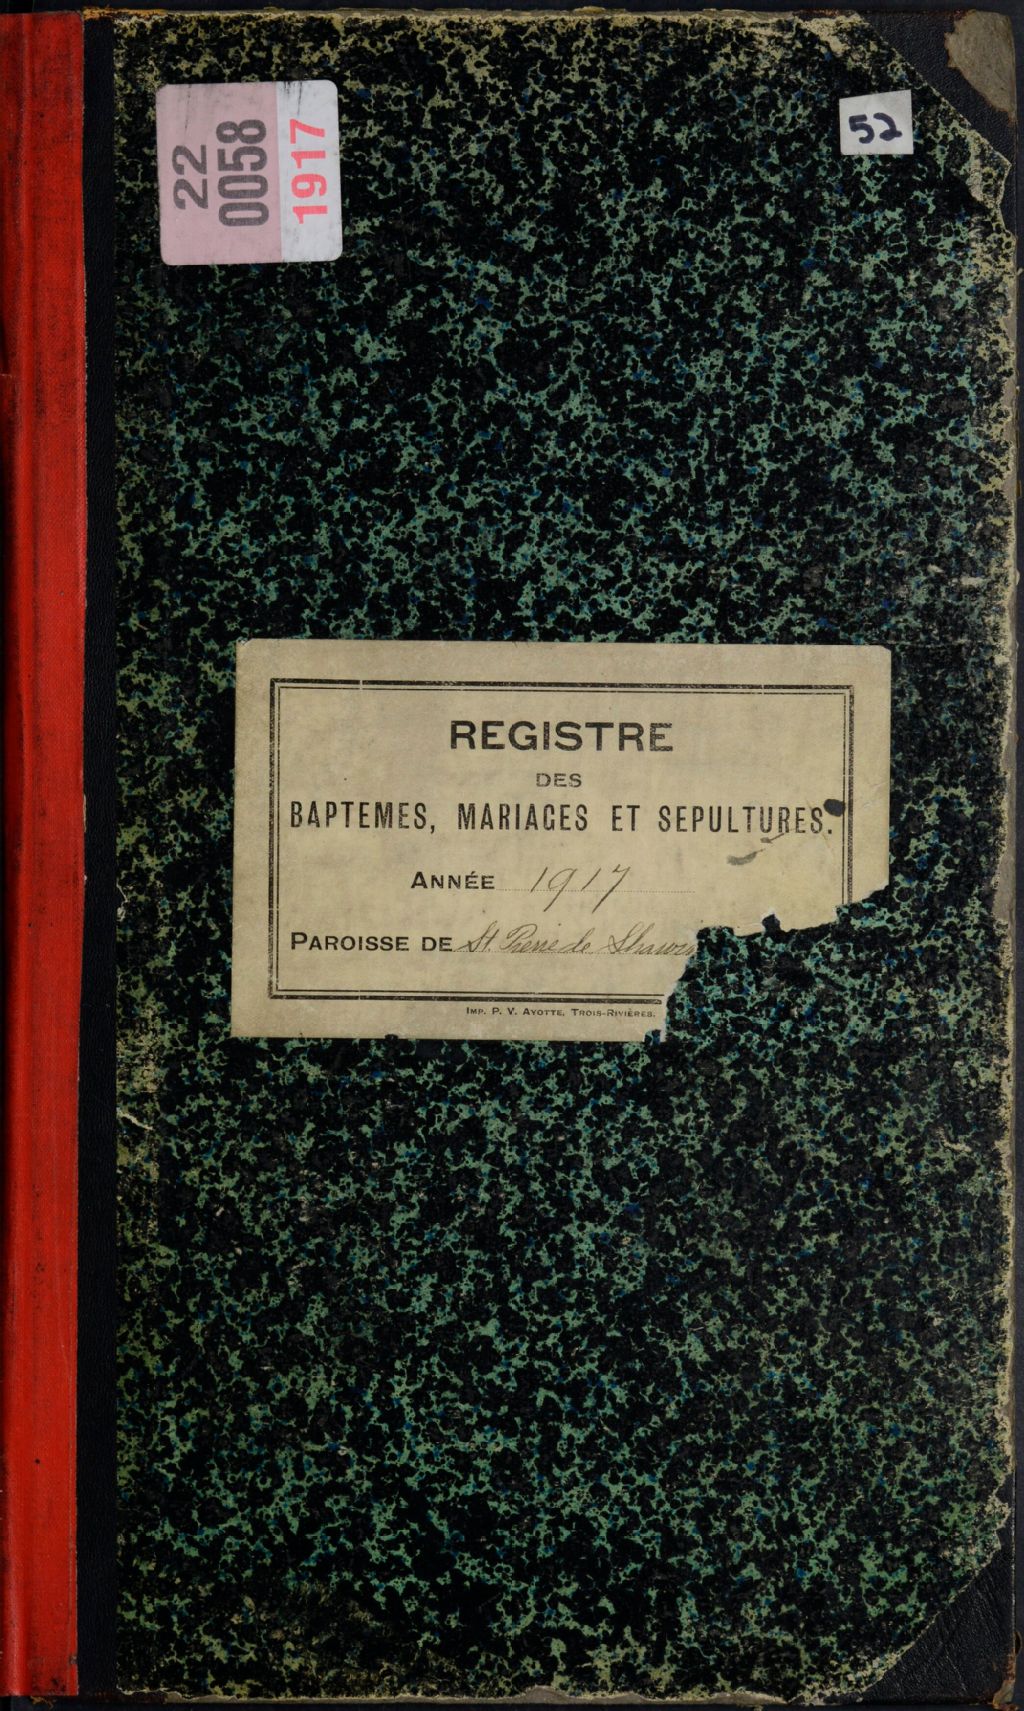 22
0058
1917
52
REGISTRE
DES
BAPTEMES, MARIAGES ET SEPULTURES.
ANNÉE 1917
PAROISSE DE St. Pierre de Shawi
IMP. P. V. AYOTTE, TROIS-RIVIÈRES.